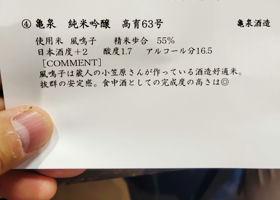 ④ 亀泉 純米吟醸 高育63号 亀泉酒造
使用米 風鳴子 精米歩合 55%
日本酒度+2 酸度1.7 アルコール分16.5
[COMMENT]
風鳴子は蔵人の小笠原さんが作っている酒造好適米。
抜群の安定感。食中酒としての完成度の高さは◎